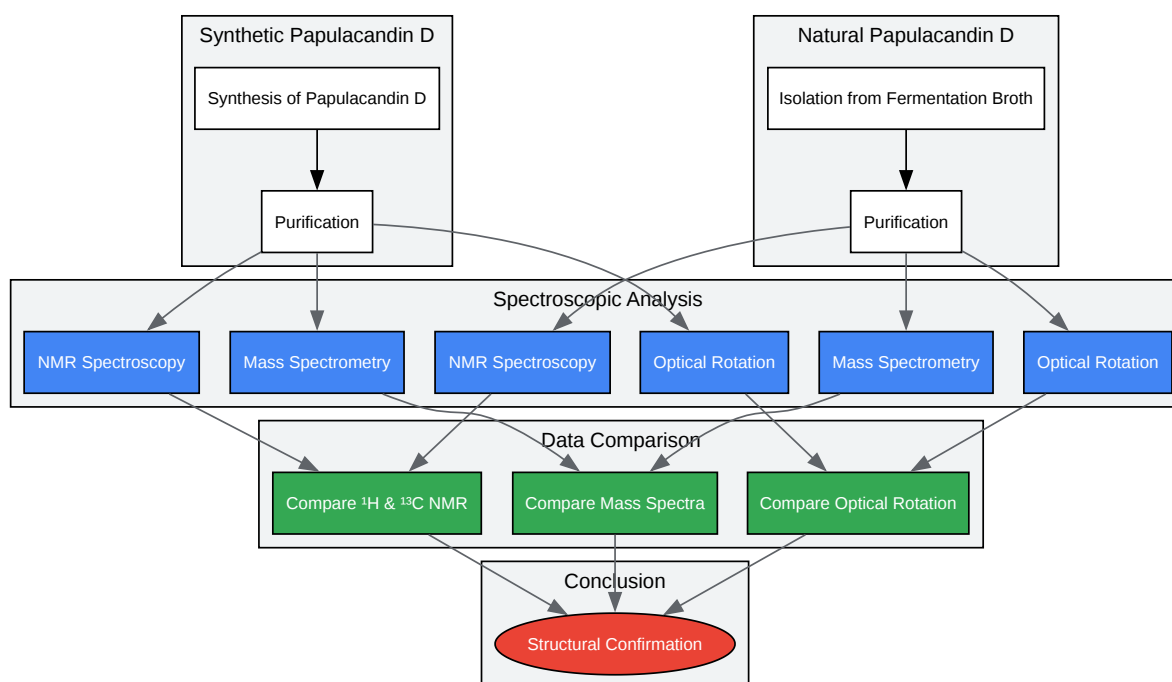 Synthetic Papulacandin D
Natural Papulacandin D
Synthesis of Papulacandin D
Isolation from Fermentation Broth
Purification
Purification
Spectroscopic Analysis
NMR Spectroscopy
Mass Spectrometry
NMR Spectroscopy
Optical Rotation
Mass Spectrometry
Optical Rotation
Data Comparison
Compare ¹H & ¹³C NMR
Compare Mass Spectra
Compare Optical Rotation
Conclusion
Structural Confirmation